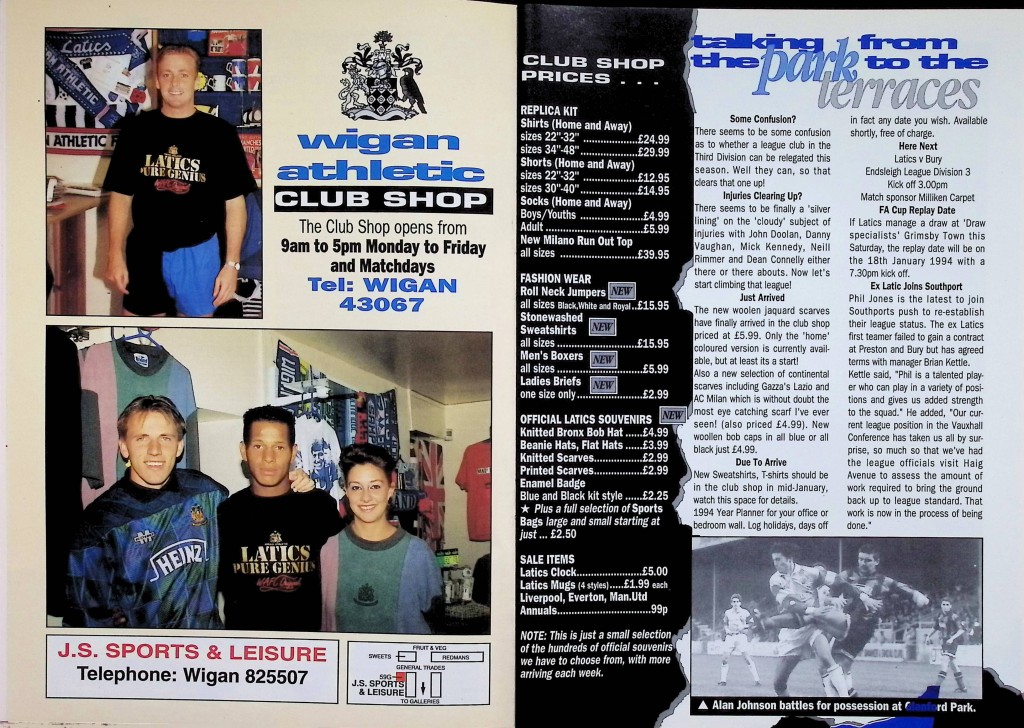 Latics
AN ATHLETIC
N ATHLETIC F
LATICS
PURE GENIUS
wigan
athletic
CLUB SHOP
The Club Shop opens from
9am to 5pm Monday to Friday
and Matchdays
Tel: WIGAN
43067
HEINZ
LATICS
PURE GENIUS
J.S. SPORTS & LEISURE
Telephone: Wigan 825507
FRUIT & VEG
SWEETS
REDMANS
GENERAL TRADES
59G
J.S. SPORTS
& LEISURE
TO GALLERIES
CLUB SHOP
PRICES . . .
REPLICA KIT
Shirts (Home and Away)
sizes 22"-32" ..................£24.99
sizes 34"-48" ..................£29.99
Shorts (Home and Away)
sizes 22"-32" ..................£12.95
sizes 30"-40" ..................£14.95
Socks (Home and Away)
Boys/Youths ....................£4.99
Adult ..............................£5.99
New Milano Run Out Top
all sizes .........................£39.95
FASHION WEAR
Roll Neck Jumpers NEW
all sizes Black,White and Royal ..£15.95
Stonewashed
Sweatshirts NEW
all sizes .........................£15.95
Men's Boxers NEW
all sizes ..........................£5.99
Ladies Briefs NEW
one size only....................£2.99
OFFICIAL LATICS SOUVENIRS NEW
Knitted Bronx Bob Hat .....£4.99
Beanie Hats, Flat Hats .....£3.99
Knitted Scarves................£2.99
Printed Scarves................£2.99
Enamel Badge
Blue and Black kit style .....£2.25
★ Plus a full selection of Sports
Bags large and small starting at
just ... £2.50
SALE ITEMS
Latics Clock.....................£5.00
Latics Mugs (4 styles).....£1.99 each
Liverpool, Everton, Man.Utd
Annuals..............................99p
NOTE: This is just a small selection
of the hundreds of official souvenirs
we have to choose from, with more
arriving each week.
talking from
the park to the
terraces
Some Confusion?
There seems to be some confusion
as to whether a league club in the
Third Division can be relegated this
season. Well they can, so that
clears that one up!
Injuries Clearing Up?
There seems to be finally a 'silver
lining' on the 'cloudy' subject of
injuries with John Doolan, Danny
Vaughan, Mick Kennedy, Neill
Rimmer and Dean Connelly either
there or there abouts. Now let's
start climbing that league!
Just Arrived
The new woolen jaquard scarves
have finally arrived in the club shop
priced at £5.99. Only the 'home'
coloured version is currently avail-
able, but at least its a start!
Also a new selection of continental
scarves including Gazza's Lazio and
AC Milan which is without doubt the
most eye catching scarf I've ever
seen! (also priced £4.99). New
woollen bob caps in all blue or all
black just £4.99.
Due To Arrive
New Sweatshirts, T-shirts should be
in the club shop in mid-January,
watch this space for details.
1994 Year Planner for your office or
bedroom wall. Log holidays, days off
in fact any date you wish. Available
shortly, free of charge.
Here Next
Latics v Bury
Endsleigh League Division 3
Kick off 3.00pm
Match sponsor Milliken Carpet
FA Cup Replay Date
If Latics manage a draw at 'Draw
specialists' Grimsby Town this
Saturday, the replay date will be on
the 18th January 1994 with a
7.30pm kick off.
Ex Latic Joins Southport
Phil Jones is the latest to join
Southports push to re-establish
their league status. The ex Latics
first teamer failed to gain a contract
at Preston and Bury but has agreed
terms with manager Brian Kettle.
Kettle said, "Phil is a talented play-
er who can play in a variety of posi-
tions and gives us added strength
to the squad." He added, "Our cur-
rent league position in the Vauxhall
Conference has taken us all by sur-
prise, so much so that we've had
the league officials visit Haig
Avenue to assess the amount of
work required to bring the ground
back up to league standard. That
work is now in the process of being
done."
▲ Alan Johnson battles for possession at Glanford Park.